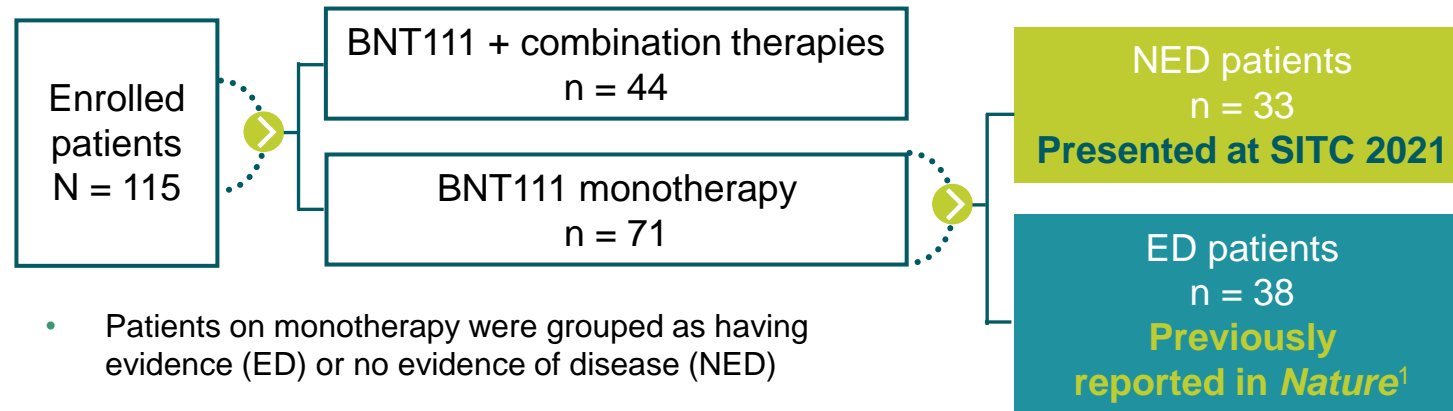 Enrolled
patients
N = 115
BNT111 + combination therapies
n = 44
BNT111 monotherapy
n = 71
NED patients
n = 33
Presented at SITC 2021
ED patients
n = 38
Previously
reported in Nature¹
• Patients on monotherapy were grouped as having
evidence (ED) or no evidence of disease (NED)